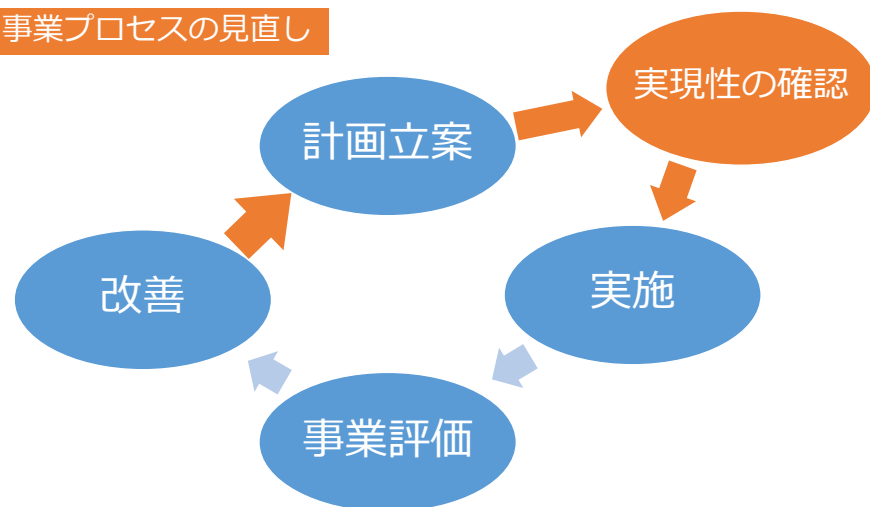 事業プロセスの見直し
計画立案
実現性の確認
実施
事業評価
改善